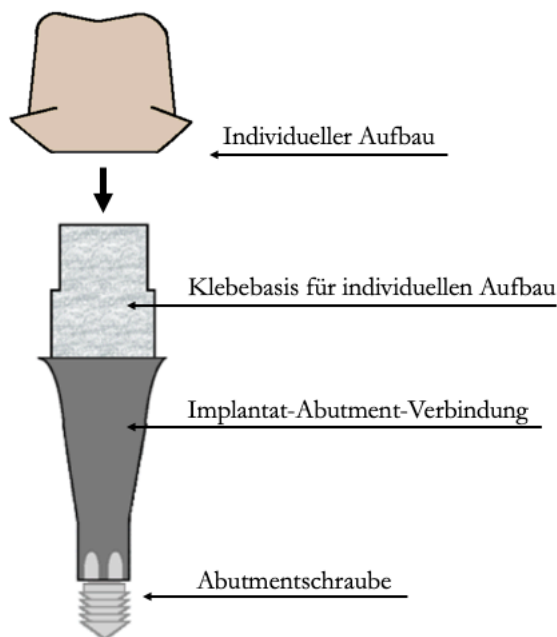 Individueller Aufbau
Klebebasis für individuellen Aufbau
Implantat-Abutment-Verbindung
Abutmentschraube